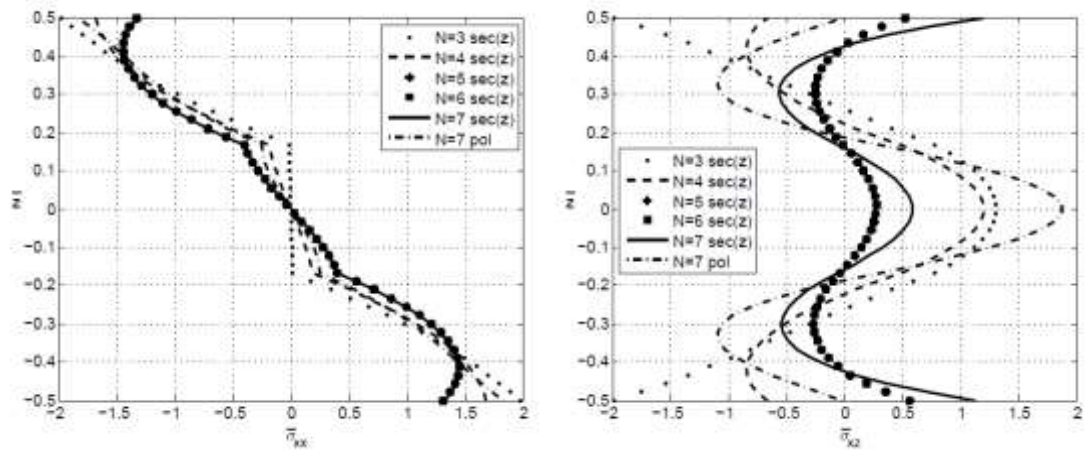 0.5
0.4
0.3
0.2
0.1
0
−0.1
−0.2
−0.3
−0.4
−0.5
z̄
N=3 sec(z)
N=4 sec(z)
N=5 sec(z)
N=6 sec(z)
N=7 sec(z)
N=7 pol
−2 −1.5 −1 −0.5 0 0.5 1 1.5 2
σ̄xx
0.5
0.4
0.3
0.2
0.1
0
−0.1
−0.2
−0.3
−0.4
−0.5
z̄
N=3 sec(z)
N=4 sec(z)
N=5 sec(z)
N=6 sec(z)
N=7 sec(z)
N=7 pol
−2 −1.5 −1 −0.5 0 0.5 1 1.5 2
σ̄xz